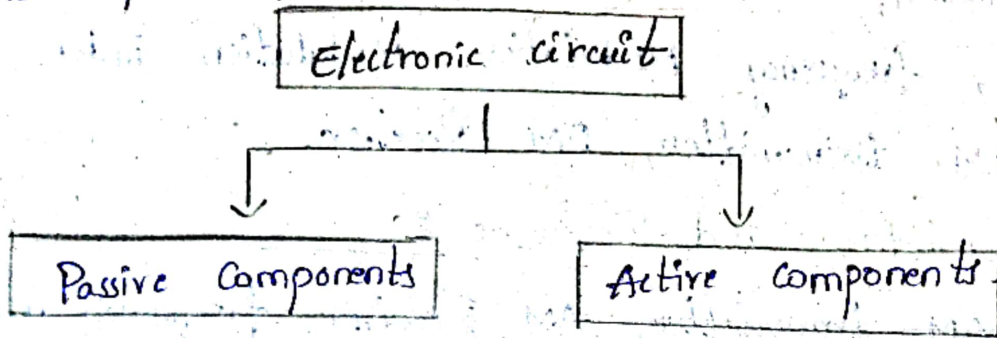 Electronic circuit
Passive Components
Active components